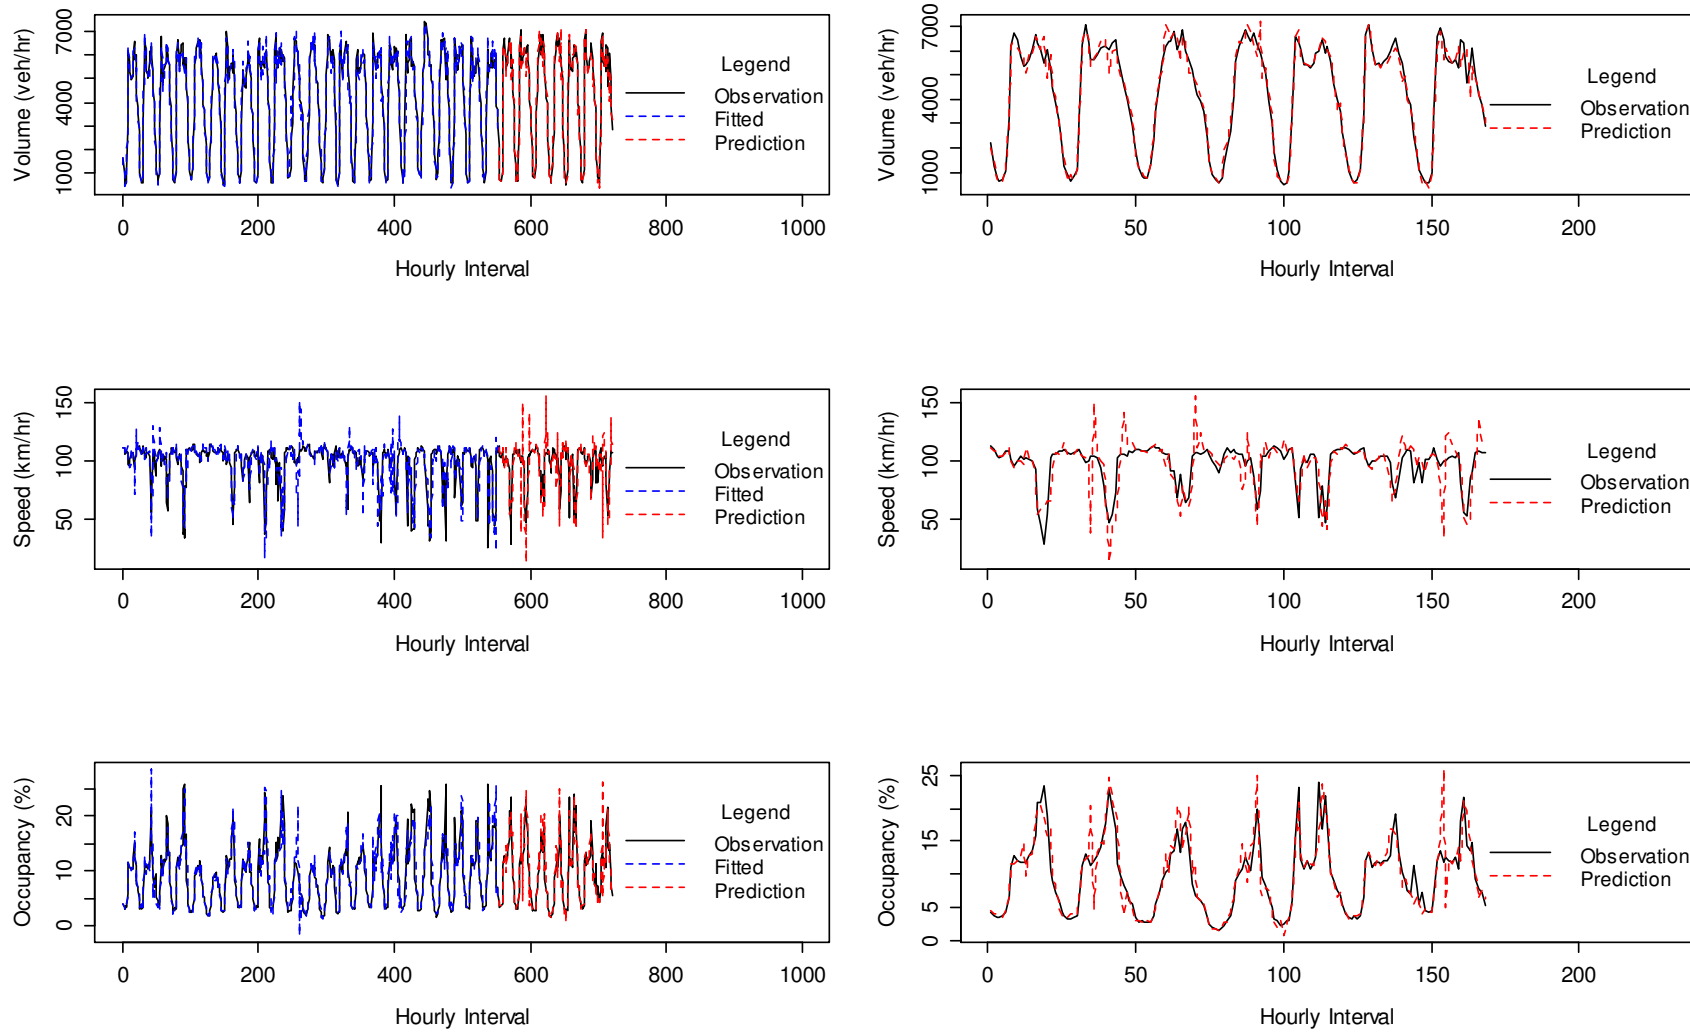 Volume (veh/hr)
1000
4000
7000
Legend
Observation
Fitted
Prediction
0
200
400
600
800
1000
Hourly Interval
Volume (veh/hr)
1000
4000
7000
Legend
Observation
Prediction
0
50
100
150
200
Hourly Interval
Speed (km/hr)
50
100
150
Legend
Observation
Fitted
Prediction
0
200
400
600
800
1000
Hourly Interval
Speed (km/hr)
50
100
150
Legend
Observation
Prediction
0
50
100
150
200
Hourly Interval
Occupancy (%)
0
10
20
Legend
Observation
Fitted
Prediction
0
200
400
600
800
1000
Hourly Interval
Occupancy (%)
0
5
15
25
Legend
Observation
Prediction
0
50
100
150
200
Hourly Interval